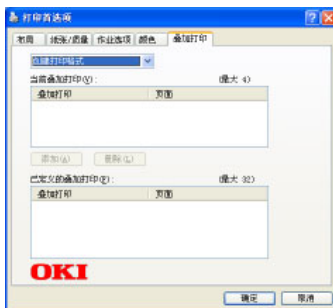 打印首选项
布局 纸张/质量 作业选项 颜色 叠加打印
创建打印格式
当前叠加打印(V): (最大 4)
叠加打印 页面
添加(A) 删除(L)
已定义的叠加打印(F): (最大 32)
叠加打印 页面
OKI
确定 取消